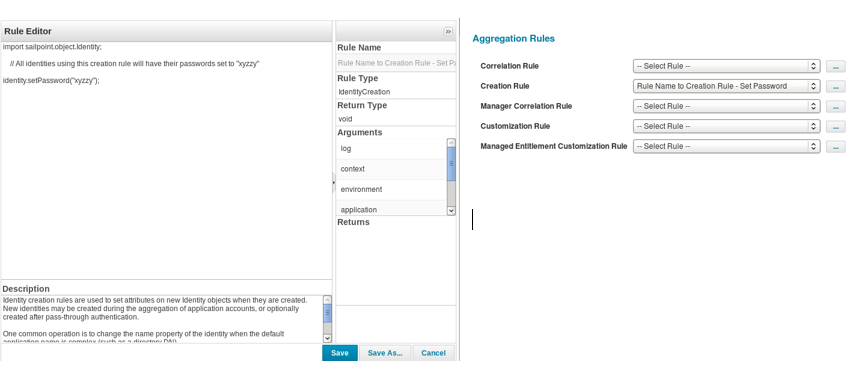 Rule Editor
import sailpoint.object.Identity;
// All identities using this creation rule will have their passwords set to "xyzzy"
identity.setPassword("xyzzy");
Description
Identity creation rules are used to set attributes on new Identity objects when they are created.
New identities may be created during the aggregation of application accounts, or optionally
created after pass-through authentication.
One common operation is to change the name property of the identity when the default
application name is complex (such as a directory DN).
Rule Name
Rule Name to Creation Rule - Set Pa
Rule Type
IdentityCreation
Return Type
void
Arguments
log
context
environment
application
Returns
Save
Save As...
Cancel
Aggregation Rules
Correlation Rule
-- Select Rule --
...
Creation Rule
Rule Name to Creation Rule - Set Password
...
Manager Correlation Rule
-- Select Rule --
...
Customization Rule
-- Select Rule --
...
Managed Entitlement Customization Rule
-- Select Rule --
...